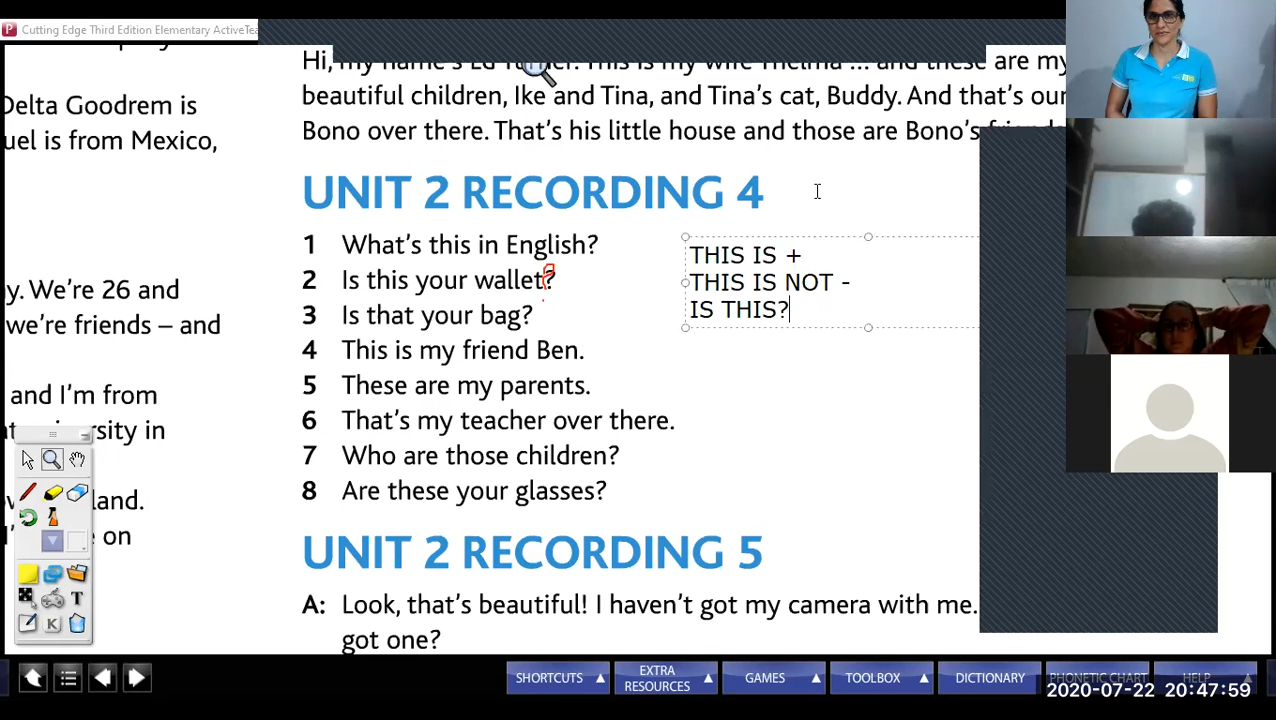 Cutting Edge Third Edition Elementary ActiveTea
Hi, my name's Ed This is my wife Thelma ... and these are my
Delta Goodrem is
beautiful children, Ike and Tina, and Tina's cat, Buddy. And that's our
uel is from Mexico,
Bono over there. That's his little house and those are Bono's
UNIT 2 RECORDING 4
1 What's this in English?
2 Is this your wallet?
3 Is that your bag?
4 This is my friend Ben.
5 These are my parents.
6 That's my teacher over there.
7 Who are those children?
8 Are these your glasses?
THIS IS +
THIS IS NOT -
IS THIS?
y. We're 26 and
we're friends – and
and I'm from
sity in
land.
e on
UNIT 2 RECORDING 5
A: Look, that's beautiful! I haven't got my camera with me.
got one?
T
K
SHORTCUTS
EXTRA RESOURCES
GAMES
TOOLBOX
DICTIONARY
PHONETIC CHART
HELP
2020-07-22 20:47:59